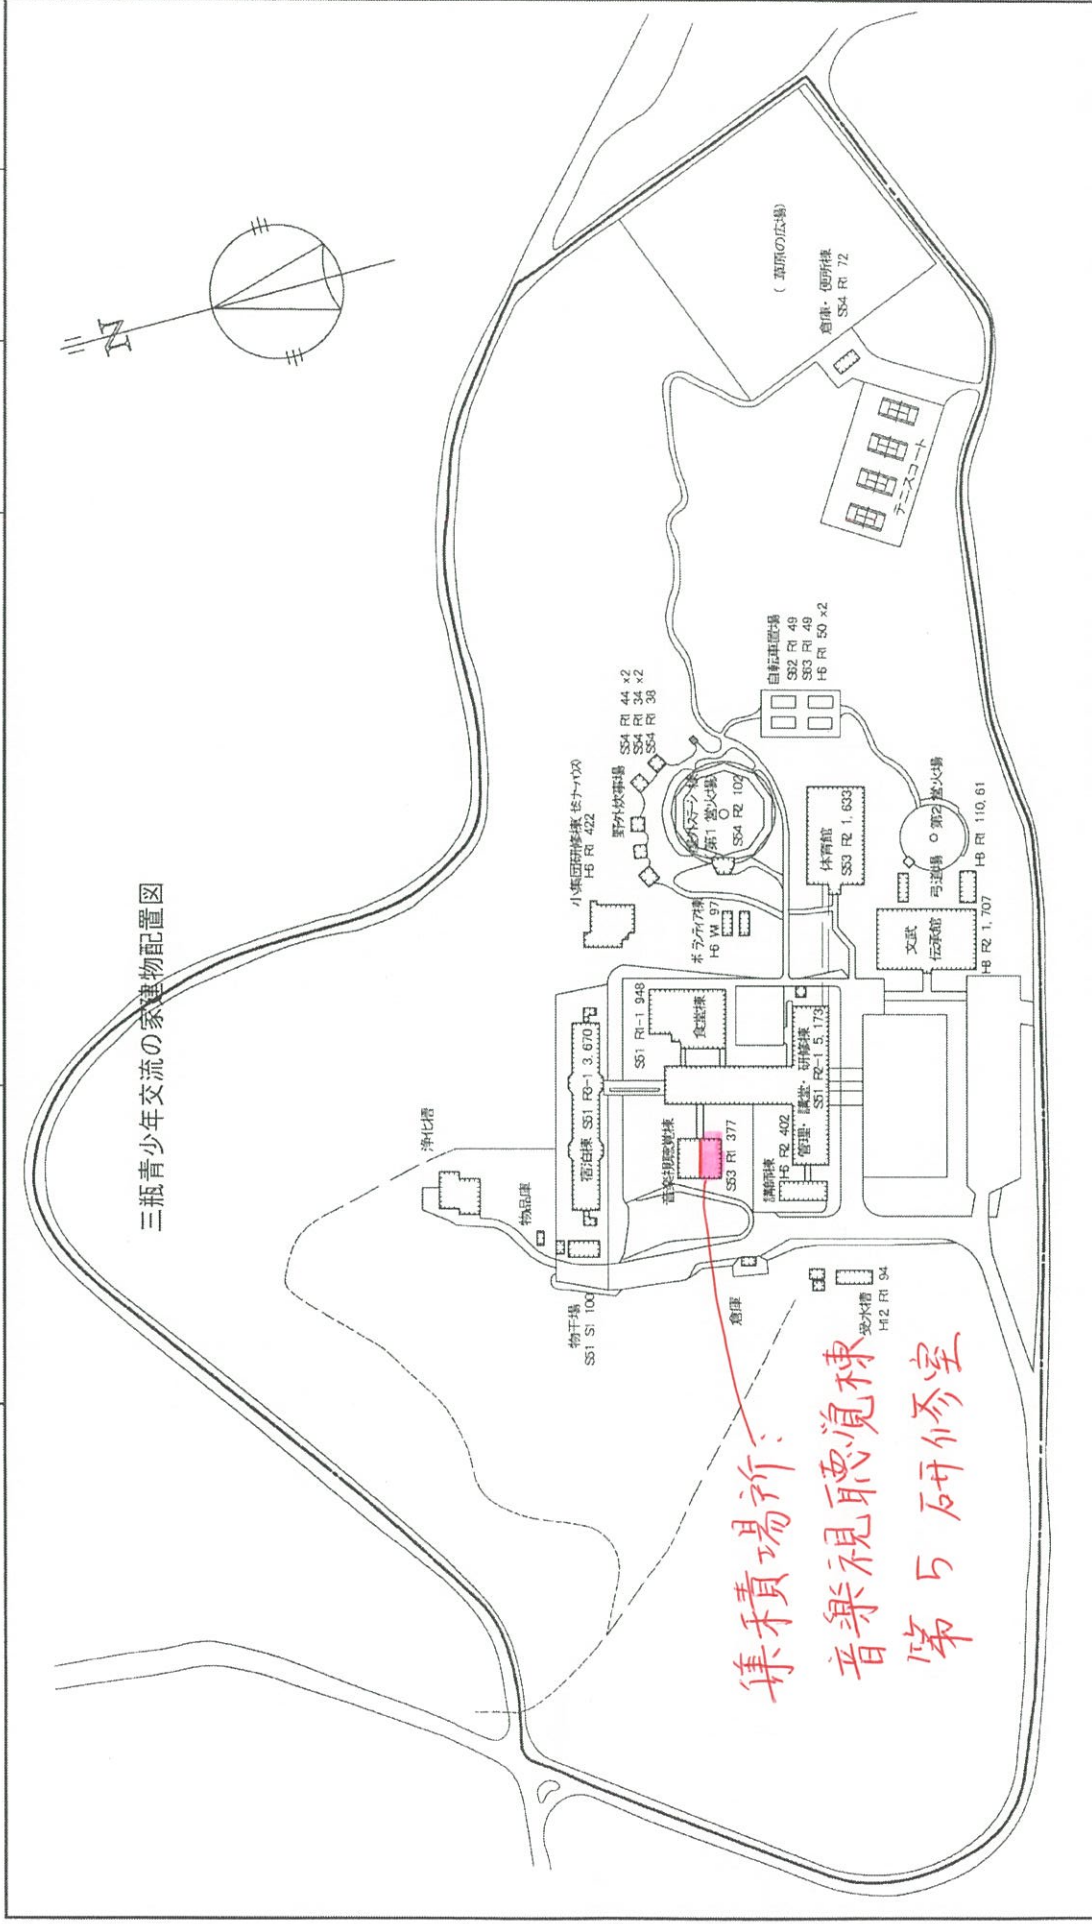 三瓶青少年交流の家建物配置図
N
浄化槽
物品庫
物干場
S51 S1 100
宿泊棟 S51 R3-1 3,670
小集団研修棟(セミナーハウス)
H5 R1 422
野外炊事場
S54 R1 44 x2
S54 R1 34 x2
S54 R1 38
ボランティア棟
H6 W1 97
第1 営火場
S54 R2 102
S51 R1-1 948
食堂棟
音楽視聴覚棟
S53 R1 377
講師棟
H5 R2 402
管理・講堂・研修棟
S51 R2-1 5,173
倉庫
受水槽
H12 R1 94
体育館
S53 R2 1,633
自転車置場
S62 R1 49
S63 R1 49
H5 R1 50 x2
文武
伝承館
H8 R2 1,707
弓道場
H8 R1 110,61
第2 営火場
テニスコート
倉庫・便所棟
S54 R1 72
(草原の広場)
集積場所:
音楽視聴覚棟
第5研修室